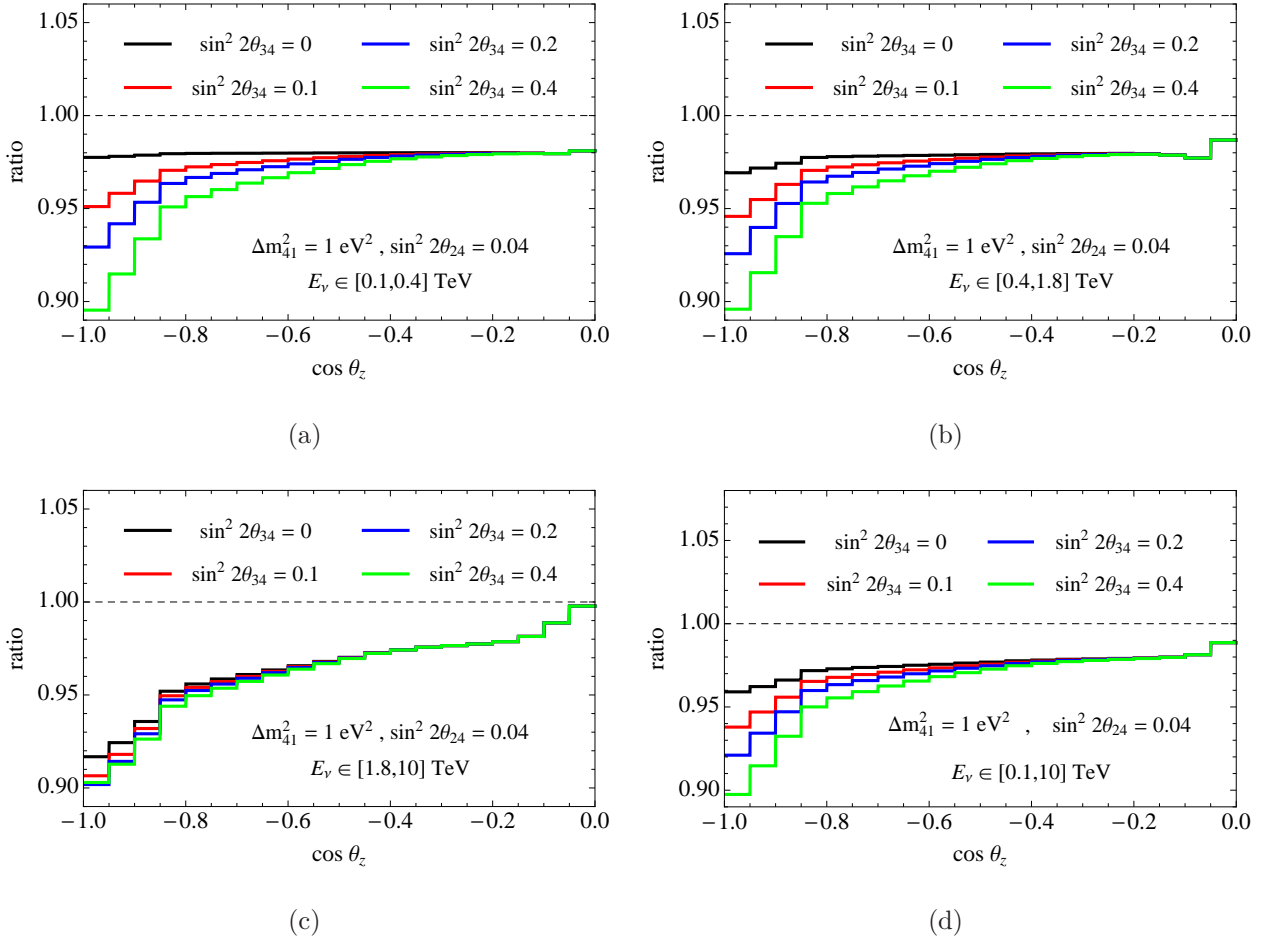 1.05
sin² 2θ₃₄ = 0 sin² 2θ₃₄ = 0.2
sin² 2θ₃₄ = 0.1 sin² 2θ₃₄ = 0.4
1.00
ratio
0.95
Δm²₄₁ = 1 eV² , sin² 2θ₂₄ = 0.04
E_ν ∈ [0.1,0.4] TeV
0.90
−1.0 −0.8 −0.6 −0.4 −0.2 0.0
cos θ_z
(a)
1.05
sin² 2θ₃₄ = 0 sin² 2θ₃₄ = 0.2
sin² 2θ₃₄ = 0.1 sin² 2θ₃₄ = 0.4
1.00
ratio
0.95
Δm²₄₁ = 1 eV² , sin² 2θ₂₄ = 0.04
E_ν ∈ [0.4,1.8] TeV
0.90
−1.0 −0.8 −0.6 −0.4 −0.2 0.0
cos θ_z
(b)
1.05
sin² 2θ₃₄ = 0 sin² 2θ₃₄ = 0.2
sin² 2θ₃₄ = 0.1 sin² 2θ₃₄ = 0.4
1.00
ratio
0.95
Δm²₄₁ = 1 eV² , sin² 2θ₂₄ = 0.04
E_ν ∈ [1.8,10] TeV
0.90
−1.0 −0.8 −0.6 −0.4 −0.2 0.0
cos θ_z
(c)
1.05
sin² 2θ₃₄ = 0 sin² 2θ₃₄ = 0.2
sin² 2θ₃₄ = 0.1 sin² 2θ₃₄ = 0.4
1.00
ratio
0.95
Δm²₄₁ = 1 eV² , sin² 2θ₂₄ = 0.04
E_ν ∈ [0.1,10] TeV
0.90
−1.0 −0.8 −0.6 −0.4 −0.2 0.0
cos θ_z
(d)